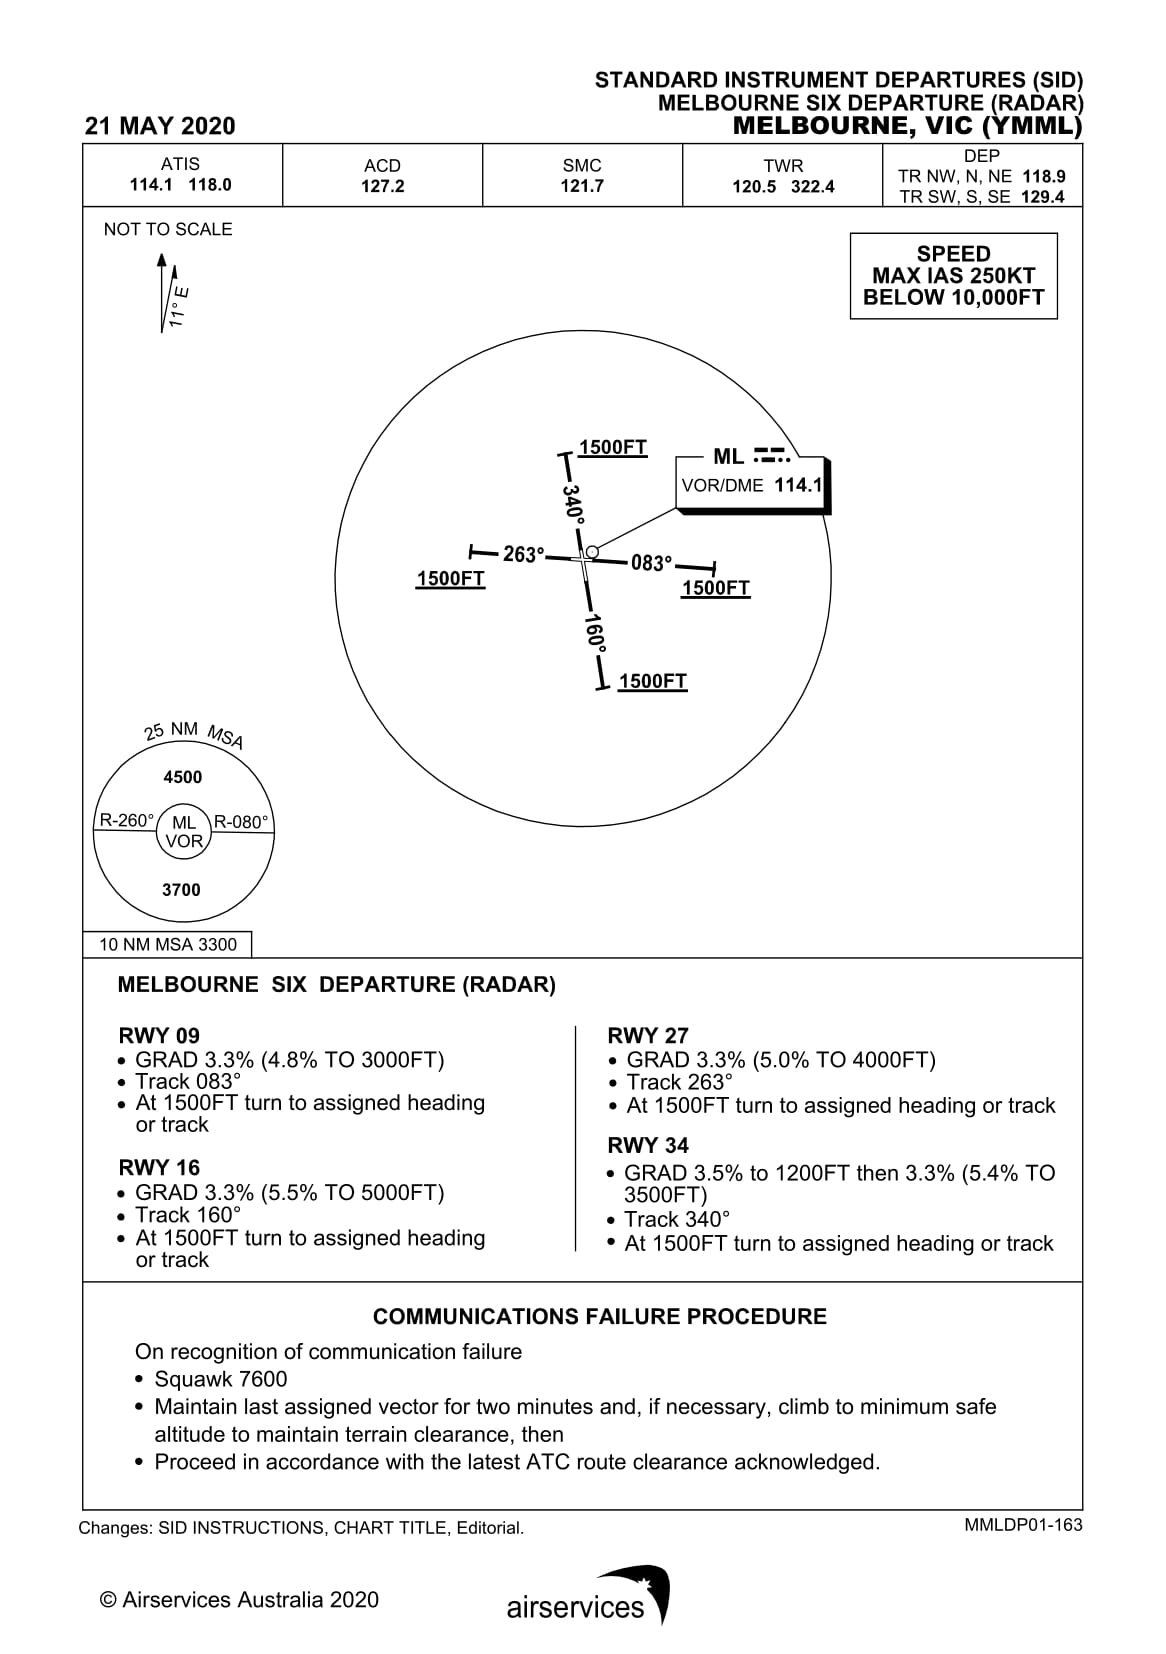 STANDARD INSTRUMENT DEPARTURES (SID)
MELBOURNE SIX DEPARTURE (RADAR)
21 MAY 2020
MELBOURNE, VIC (YMML)
ATIS
114.1 118.0
ACD
127.2
SMC
121.7
TWR
120.5 322.4
DEP
TR NW, N, NE 118.9
TR SW, S, SE 129.4
NOT TO SCALE
11° E
SPEED
MAX IAS 250KT
BELOW 10,000FT
1500FT
ML
VOR/DME 114.1
340°
263°
083°
1500FT
1500FT
160°
1500FT
25 NM MSA
4500
R-260°
ML
VOR
R-080°
3700
10 NM MSA 3300
MELBOURNE SIX DEPARTURE (RADAR)
RWY 09
• GRAD 3.3% (4.8% TO 3000FT)
• Track 083°
• At 1500FT turn to assigned heading
or track
RWY 16
• GRAD 3.3% (5.5% TO 5000FT)
• Track 160°
• At 1500FT turn to assigned heading
or track
RWY 27
• GRAD 3.3% (5.0% TO 4000FT)
• Track 263°
• At 1500FT turn to assigned heading or track
RWY 34
• GRAD 3.5% to 1200FT then 3.3% (5.4% TO
3500FT)
• Track 340°
• At 1500FT turn to assigned heading or track
COMMUNICATIONS FAILURE PROCEDURE
On recognition of communication failure
• Squawk 7600
• Maintain last assigned vector for two minutes and, if necessary, climb to minimum safe
altitude to maintain terrain clearance, then
• Proceed in accordance with the latest ATC route clearance acknowledged.
Changes: SID INSTRUCTIONS, CHART TITLE, Editorial.
MMLDP01-163
© Airservices Australia 2020
airservices